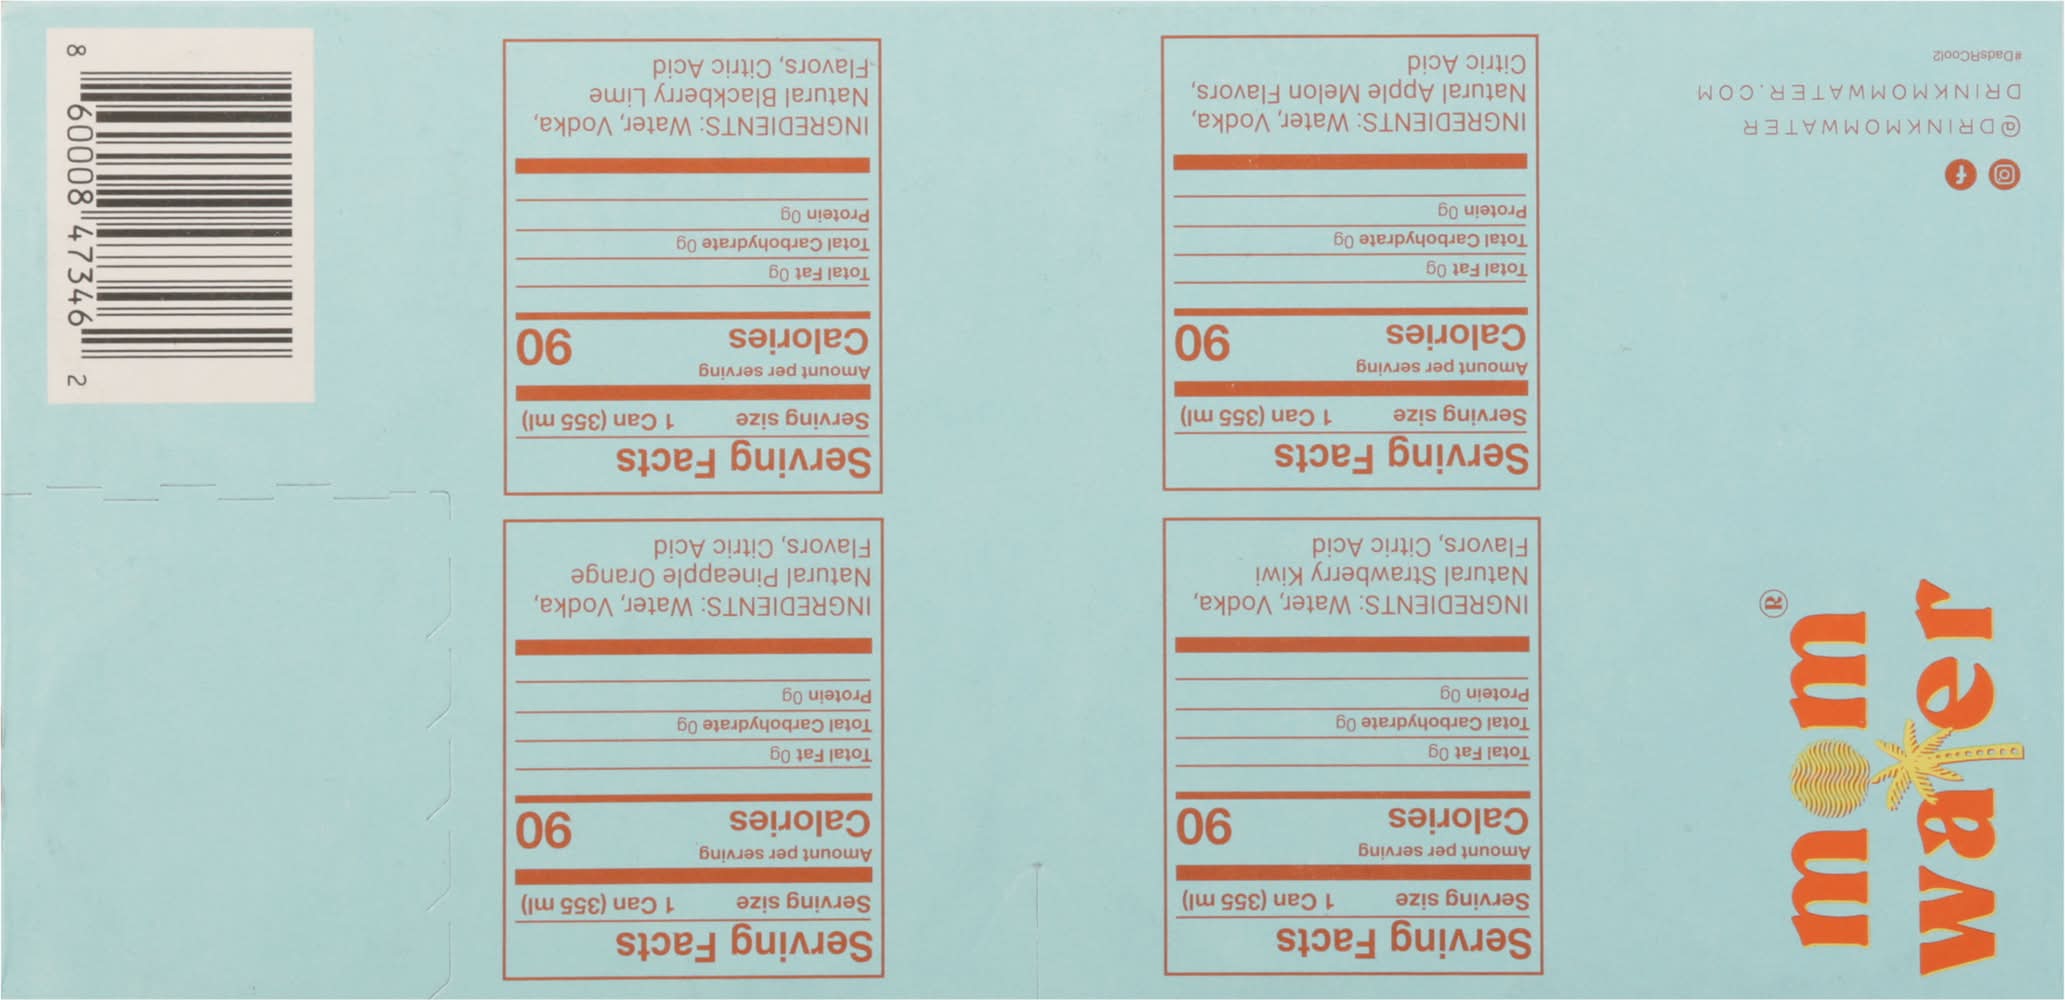 mom
water
®
Serving Facts
Serving size 1 Can (355 ml)
Amount per serving
Calories 90
Total Fat 0g
Total Carbohydrate 0g
Protein 0g
INGREDIENTS: Water, Vodka,
Natural Strawberry Kiwi
Flavors, Citric Acid
Serving Facts
Serving size 1 Can (355 ml)
Amount per serving
Calories 90
Total Fat 0g
Total Carbohydrate 0g
Protein 0g
INGREDIENTS: Water, Vodka,
Natural Pineapple Orange
Flavors, Citric Acid
Serving Facts
Serving size 1 Can (355 ml)
Amount per serving
Calories 90
Total Fat 0g
Total Carbohydrate 0g
Protein 0g
INGREDIENTS: Water, Vodka,
Natural Apple Melon Flavors,
Citric Acid
Serving Facts
Serving size 1 Can (355 ml)
Amount per serving
Calories 90
Total Fat 0g
Total Carbohydrate 0g
Protein 0g
INGREDIENTS: Water, Vodka,
Natural Blackberry Lime
Flavors, Citric Acid
@DRINKMOMWATER
DRINKMOMWATER.COM
#DadsRCool2
8 60008 47346 2